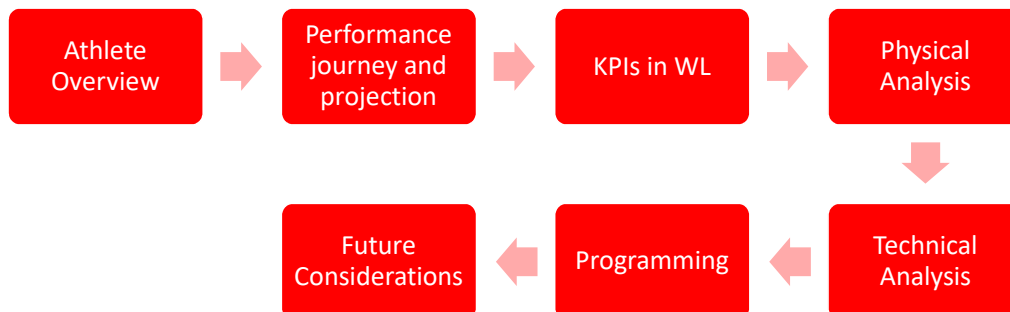 Athlete
Overview
Performance
journey and
projection
KPIs in WL
Physical
Analysis
Technical
Analysis
Programming
Future
Considerations